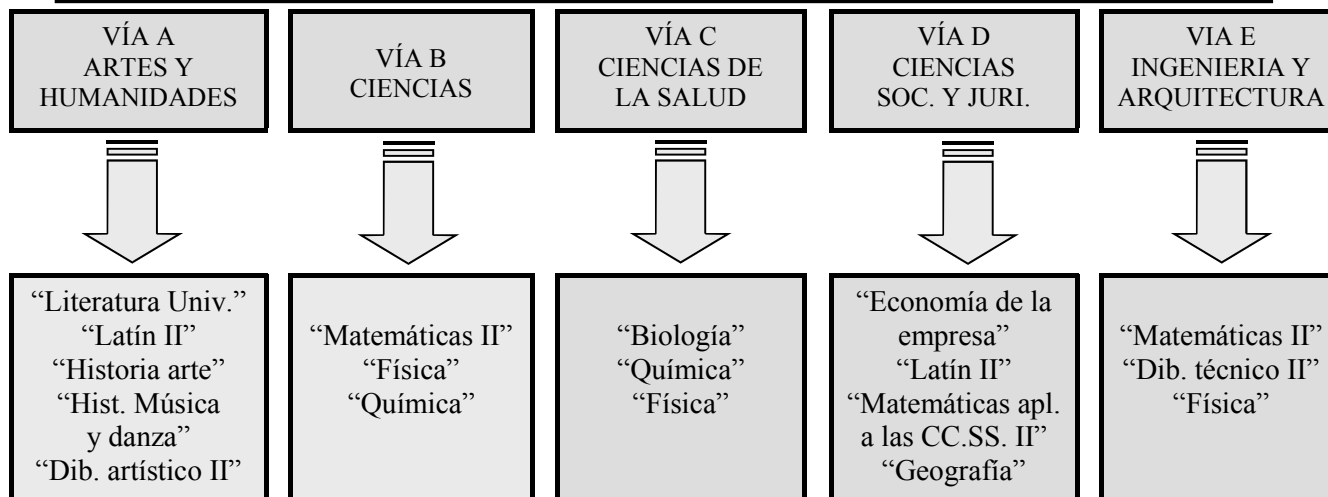 VÍA A
ARTES Y
HUMANIDADES
VÍA B
CIENCIAS
VÍA C
CIENCIAS DE
LA SALUD
VÍA D
CIENCIAS
SOC. Y JURI.
VIA E
INGENIERIA Y
ARQUITECTURA
“Literatura Univ.”
“Latín II”
“Historia arte”
“Hist. Música
y danza”
“Dib. artístico II”
“Matemáticas II”
“Física”
“Química”
“Biología”
“Química”
“Física”
“Economía de la
empresa”
“Latín II”
“Matemáticas apl.
a las CC.SS. II”
“Geografía”
“Matemáticas II”
“Dib. técnico II”
“Física”